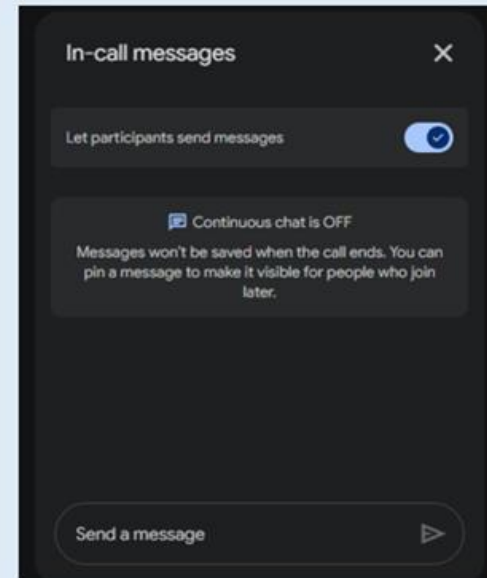 In-call messages
Let participants send messages
Continuous chat is OFF
Messages won't be saved when the call ends. You can
pin a message to make it visible for people who join
later.
Send a message